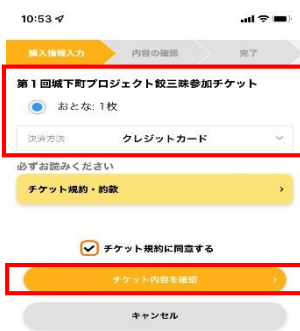 10:53
購入情報入力
内容の確認
完了
第1回城下町プロジェクト餃三昧参加チケット
おとな: 1枚
決済方法
クレジットカード
必ずお読みください
チケット規約・約款
チケット規約に同意する
チケット内容を確認
キャンセル